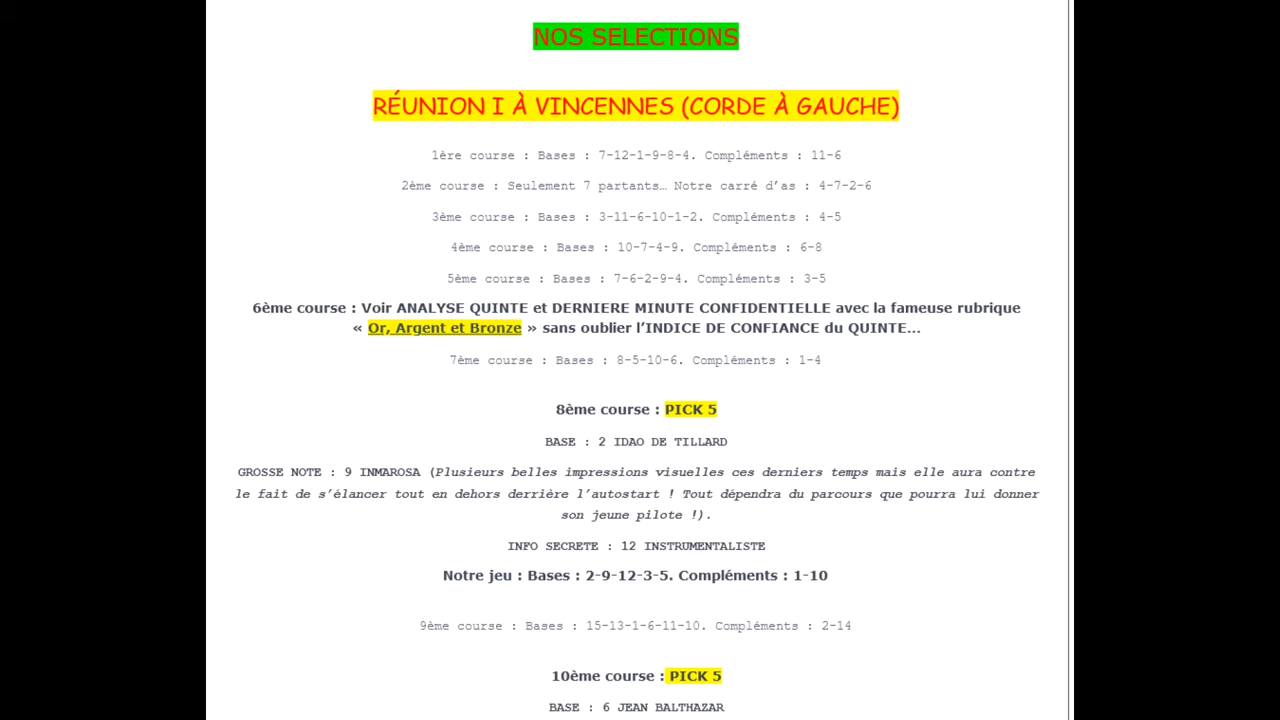 NOS SELECTIONS
RÉUNION I À VINCENNES (CORDE À GAUCHE)
1ère course : Bases : 7-12-1-9-8-4. Compléments : 11-6
2ème course : Seulement 7 partants… Notre carré d’as : 4-7-2-6
3ème course : Bases : 3-11-6-10-1-2. Compléments : 4-5
4ème course : Bases : 10-7-4-9. Compléments : 6-8
5ème course : Bases : 7-6-2-9-4. Compléments : 3-5
6ème course : Voir ANALYSE QUINTE et DERNIERE MINUTE CONFIDENTIELLE avec la fameuse rubrique
« Or, Argent et Bronze » sans oublier l’INDICE DE CONFIANCE du QUINTE…
7ème course : Bases : 8-5-10-6. Compléments : 1-4
8ème course : PICK 5
BASE : 2 IDAO DE TILLARD
GROSSE NOTE : 9 INMAROSA (Plusieurs belles impressions visuelles ces derniers temps mais elle aura contre
le fait de s’élancer tout en dehors derrière l’autostart ! Tout dépendra du parcours que pourra lui donner
son jeune pilote !).
INFO SECRETE : 12 INSTRUMENTALISTE
Notre jeu : Bases : 2-9-12-3-5. Compléments : 1-10
9ème course : Bases : 15-13-1-6-11-10. Compléments : 2-14
10ème course : PICK 5
BASE : 6 JEAN BALTHAZAR